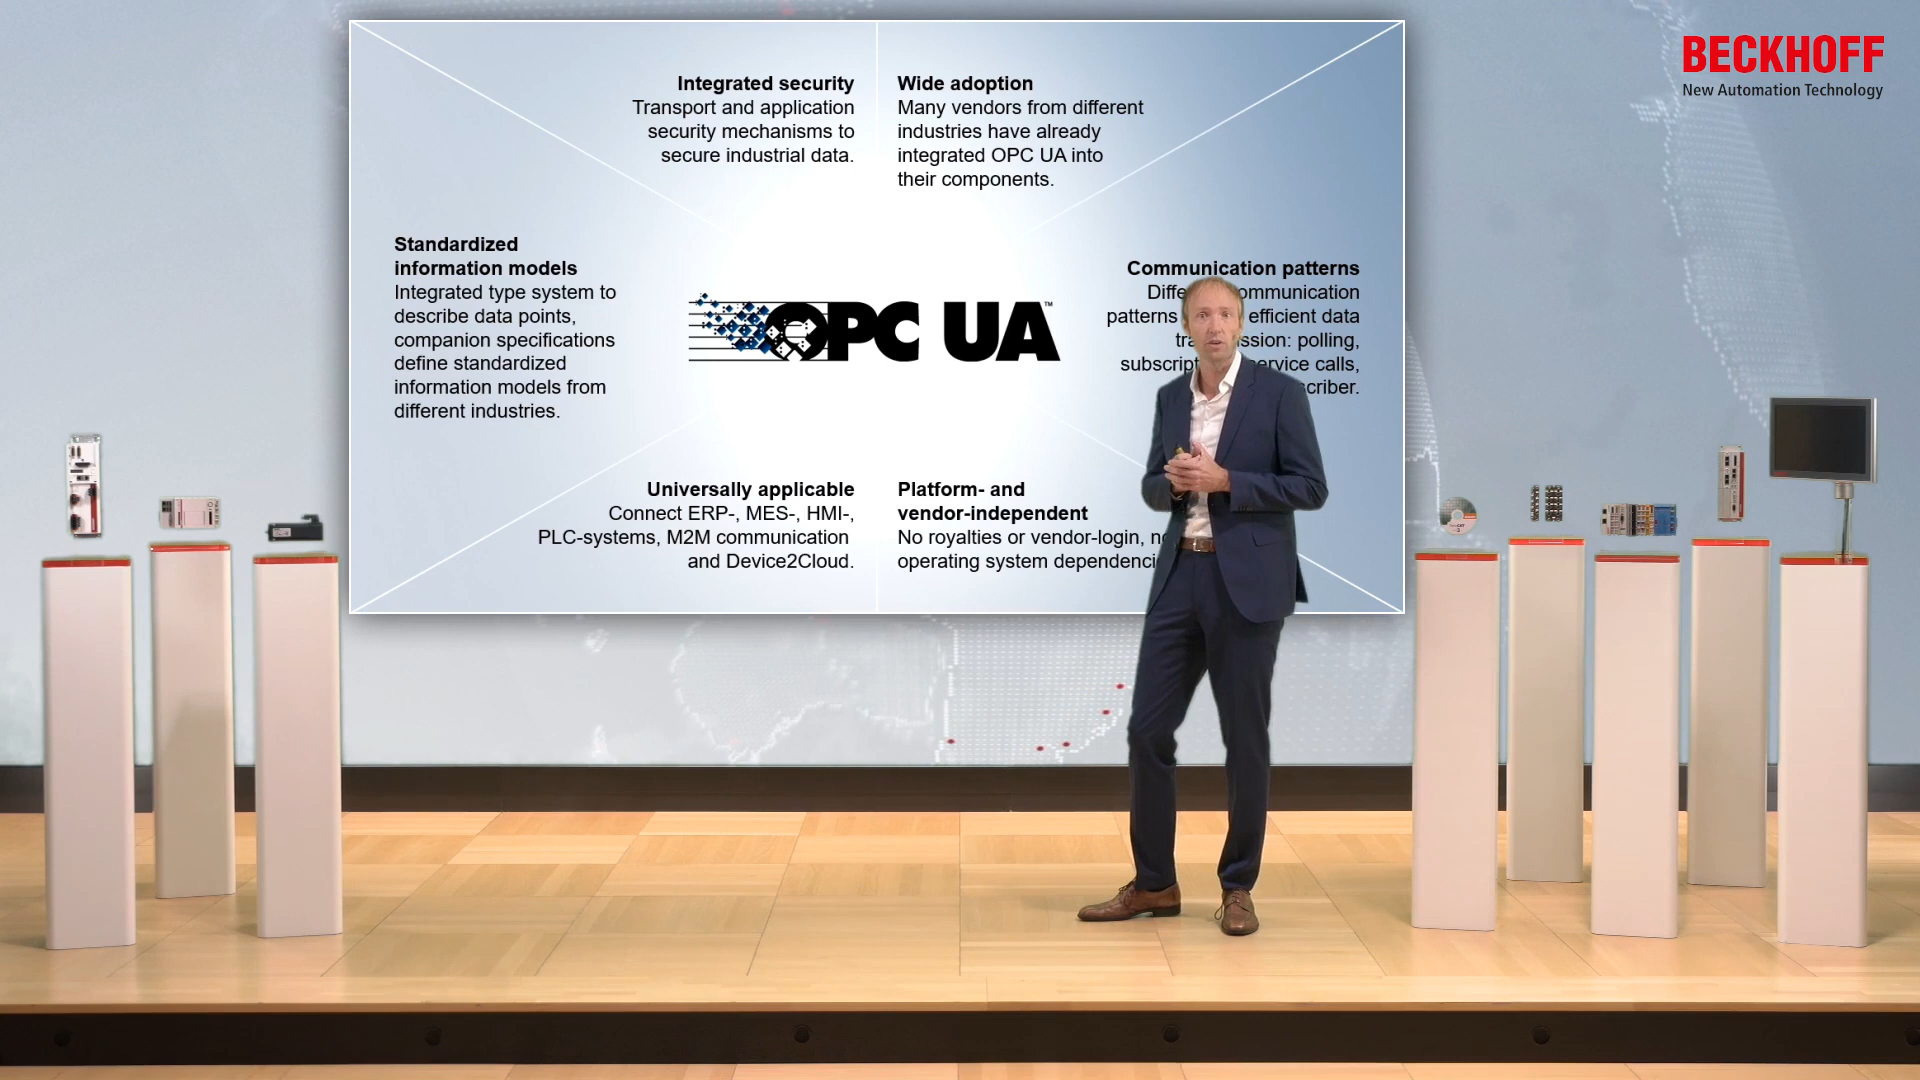 BECKHOFF
New Automation Technology
Integrated security
Transport and application
security mechanisms to
secure industrial data.
Wide adoption
Many vendors from different
industries have already
integrated OPC UA into
their components.
Standardized
information models
Integrated type system to
describe data points,
companion specifications
define standardized
information models from
different industries.
OPC UA™
Communication patterns
communication
patterns efficient data
polling,
service calls,
Universally applicable
Connect ERP-, MES-, HMI-,
PLC-systems, M2M communication
and Device2Cloud.
Platform- and
vendor-independent
No royalties or vendor-login,
operating system